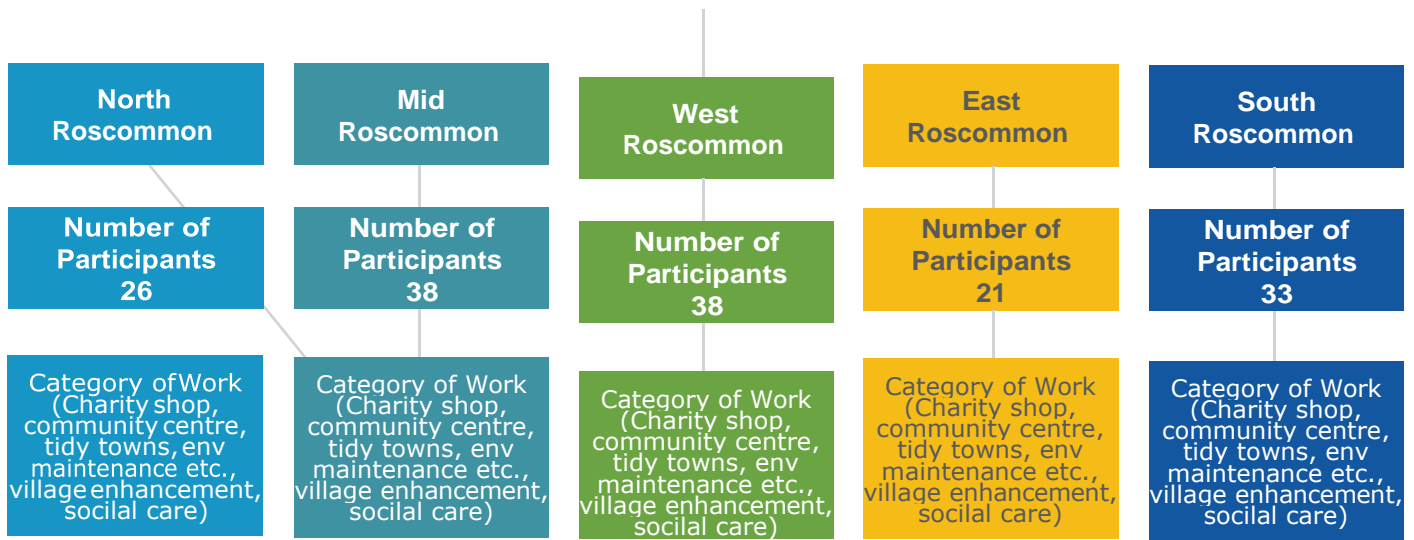 North
Roscommon
Number of
Participants
26
Category of Work
(Charity shop,
community centre,
tidy towns, env
maintenance etc.,
village enhancement,
socilal care)
Mid
Roscommon
Number of
Participants
38
Category of Work
(Charity shop,
community centre,
tidy towns, env
maintenance etc.,
village enhancement,
socilal care)
West
Roscommon
Number of
Participants
38
Category of Work
(Charity shop,
community centre,
tidy towns, env
maintenance etc.,
village enhancement,
socilal care)
East
Roscommon
Number of
Participants
21
Category of Work
(Charity shop,
community centre,
tidy towns, env
maintenance etc.,
village enhancement,
socilal care)
South
Roscommon
Number of
Participants
33
Category of Work
(Charity shop,
community centre,
tidy towns, env
maintenance etc.,
village enhancement,
socilal care)